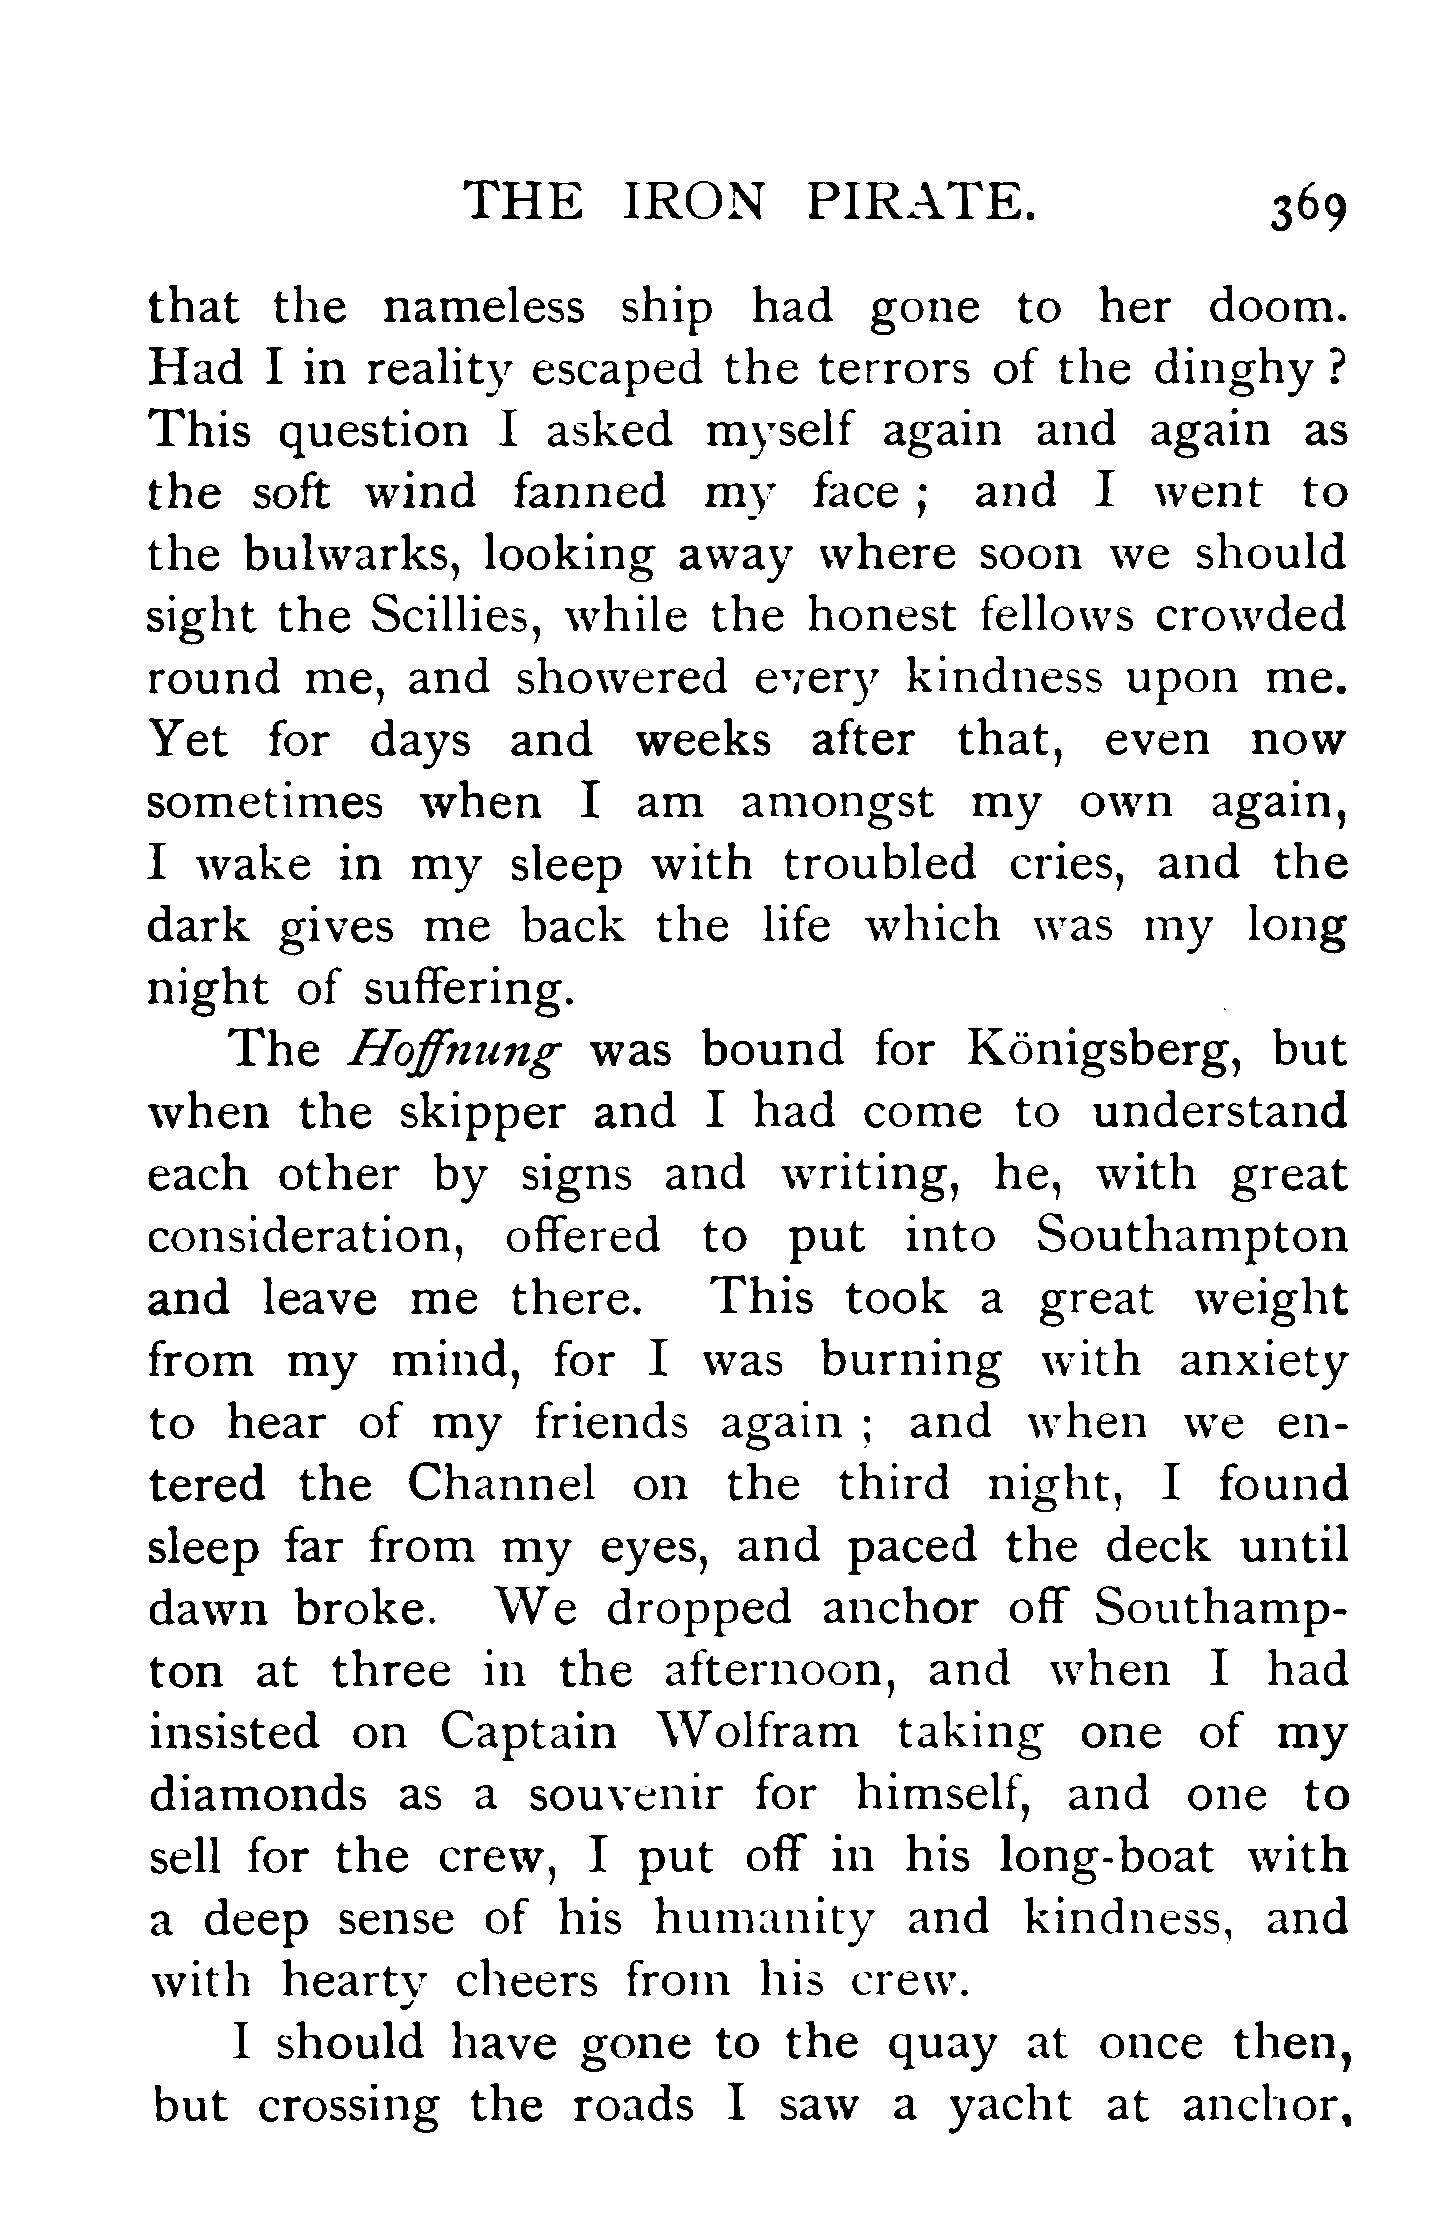 THE IRON PIRATE. 369
that the nameless ship had gone to her doom.
Had I in reality escaped the terrors of the dinghy ?
This question I asked myself again and again as
the soft wind fanned my face ; and I went to
the bulwarks, looking away where soon we should
sight the Scillies, while the honest fellows crowded
round me, and showered every kindness upon me.
Yet for days and weeks after that, even now
sometimes when I am amongst my own again,
I wake in my sleep with troubled cries, and the
dark gives me back the life which was my long
night of suffering.
The Hoffnung was bound for Königsberg, but
when the skipper and I had come to understand
each other by signs and writing, he, with great
consideration, offered to put into Southampton
and leave me there. This took a great weight
from my mind, for I was burning with anxiety
to hear of my friends again ; and when we en-
tered the Channel on the third night, I found
sleep far from my eyes, and paced the deck until
dawn broke. We dropped anchor off Southamp-
ton at three in the afternoon, and when I had
insisted on Captain Wolfram taking one of my
diamonds as a souvenir for himself, and one to
sell for the crew, I put off in his long-boat with
a deep sense of his humanity and kindness, and
with hearty cheers from his crew.
I should have gone to the quay at once then,
but crossing the roads I saw a yacht at anchor,